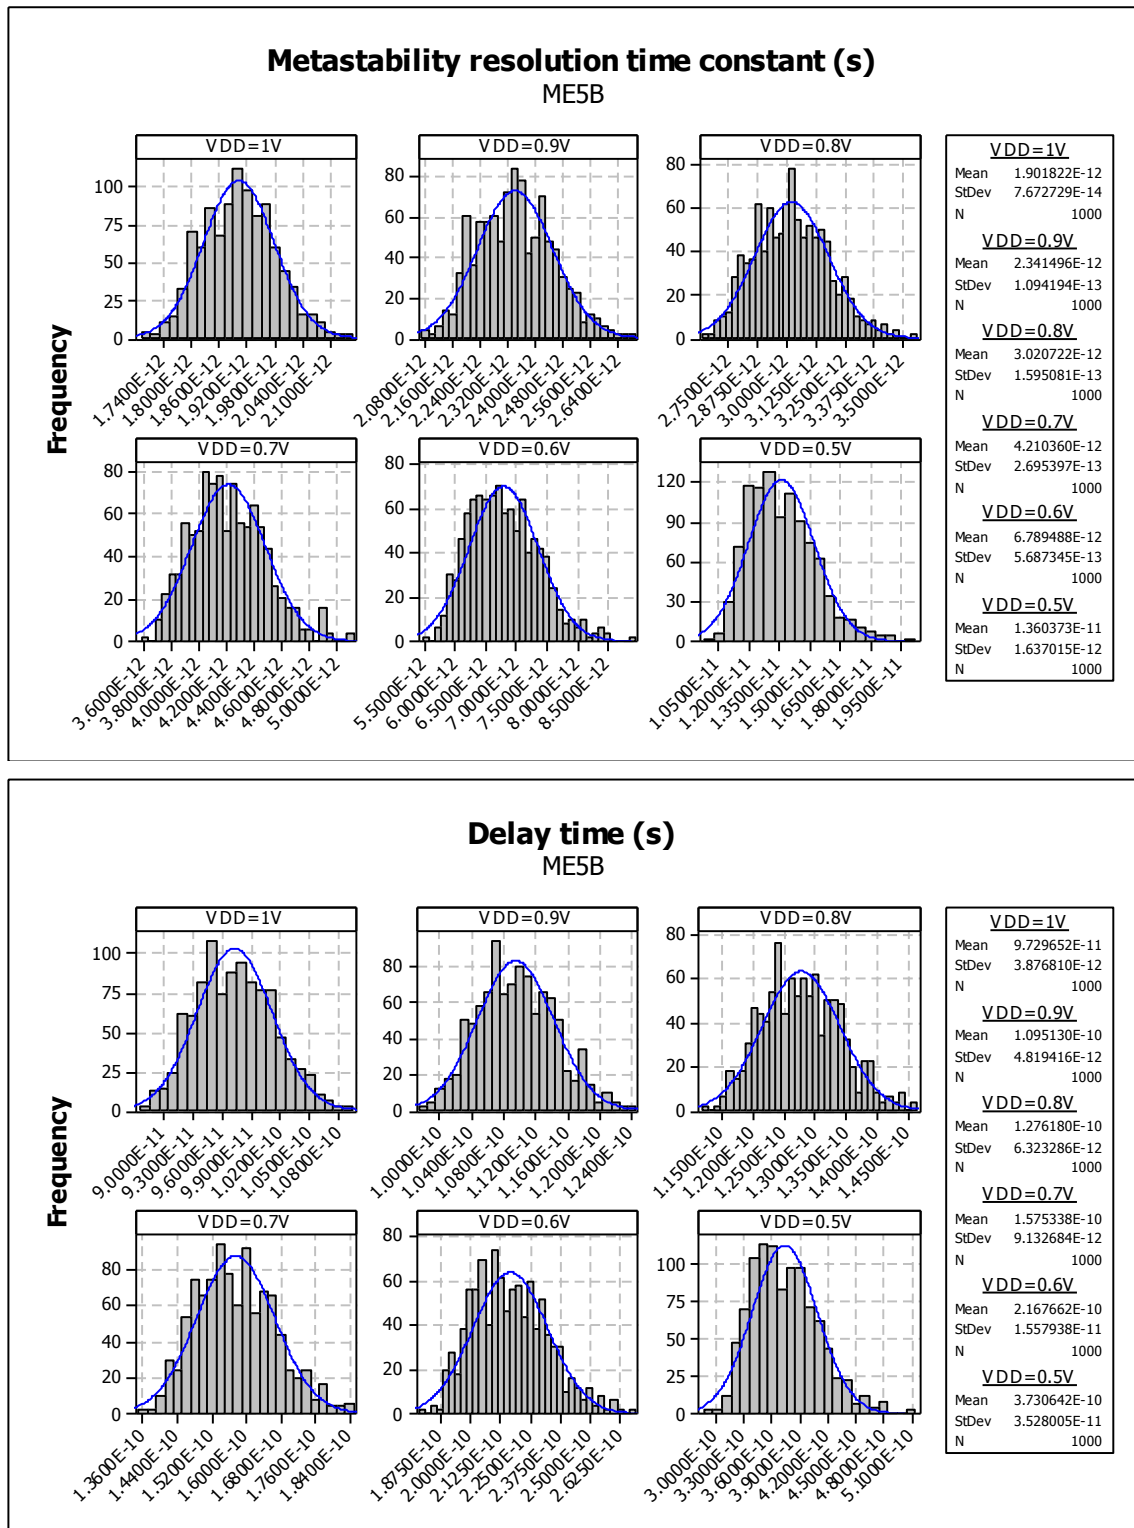 Metastability resolution time constant (s)
ME5B
Frequency
VDD=1V
100
75
50
25
0
1.7400E-12
1.8000E-12
1.8600E-12
1.9200E-12
1.9800E-12
2.0400E-12
2.1000E-12
VDD=0.9V
80
60
40
20
0
2.0800E-12
2.1600E-12
2.2400E-12
2.3200E-12
2.4000E-12
2.4800E-12
2.5600E-12
2.6400E-12
VDD=0.8V
80
60
40
20
0
2.7500E-12
2.8750E-12
3.0000E-12
3.1250E-12
3.2500E-12
3.3750E-12
3.5000E-12
VDD=0.7V
80
60
40
20
0
3.6000E-12
3.8000E-12
4.0000E-12
4.2000E-12
4.4000E-12
4.6000E-12
4.8000E-12
5.0000E-12
VDD=0.6V
80
60
40
20
0
5.5000E-12
6.0000E-12
6.5000E-12
7.0000E-12
7.5000E-12
8.0000E-12
8.5000E-12
VDD=0.5V
120
90
60
30
0
1.0500E-11
1.2000E-11
1.3500E-11
1.5000E-11
1.6500E-11
1.8000E-11
1.9500E-11
VDD=1V
Mean 1.901822E-12
StDev 7.672729E-14
N 1000
VDD=0.9V
Mean 2.341496E-12
StDev 1.094194E-13
N 1000
VDD=0.8V
Mean 3.020722E-12
StDev 1.595081E-13
N 1000
VDD=0.7V
Mean 4.210360E-12
StDev 2.695397E-13
N 1000
VDD=0.6V
Mean 6.789488E-12
StDev 5.687345E-13
N 1000
VDD=0.5V
Mean 1.360373E-11
StDev 1.637015E-12
N 1000
Delay time (s)
ME5B
Frequency
VDD=1V
100
75
50
25
0
9.0000E-11
9.3000E-11
9.6000E-11
9.9000E-11
1.0200E-10
1.0500E-10
1.0800E-10
VDD=0.9V
80
60
40
20
0
1.0000E-10
1.0400E-10
1.0800E-10
1.1200E-10
1.1600E-10
1.2000E-10
1.2400E-10
VDD=0.8V
80
60
40
20
0
1.1500E-10
1.2000E-10
1.2500E-10
1.3000E-10
1.3500E-10
1.4000E-10
1.4500E-10
VDD=0.7V
80
60
40
20
0
1.3600E-10
1.4400E-10
1.5200E-10
1.6000E-10
1.6800E-10
1.7600E-10
1.8400E-10
VDD=0.6V
80
60
40
20
0
1.8750E-10
2.0000E-10
2.1250E-10
2.2500E-10
2.3750E-10
2.5000E-10
2.6250E-10
VDD=0.5V
100
75
50
25
0
3.0000E-10
3.3000E-10
3.6000E-10
3.9000E-10
4.2000E-10
4.5000E-10
4.8000E-10
5.1000E-10
VDD=1V
Mean 9.729652E-11
StDev 3.876810E-12
N 1000
VDD=0.9V
Mean 1.095130E-10
StDev 4.819416E-12
N 1000
VDD=0.8V
Mean 1.276180E-10
StDev 6.323286E-12
N 1000
VDD=0.7V
Mean 1.575338E-10
StDev 9.132684E-12
N 1000
VDD=0.6V
Mean 2.167662E-10
StDev 1.557938E-11
N 1000
VDD=0.5V
Mean 3.730642E-10
StDev 3.528005E-11
N 1000